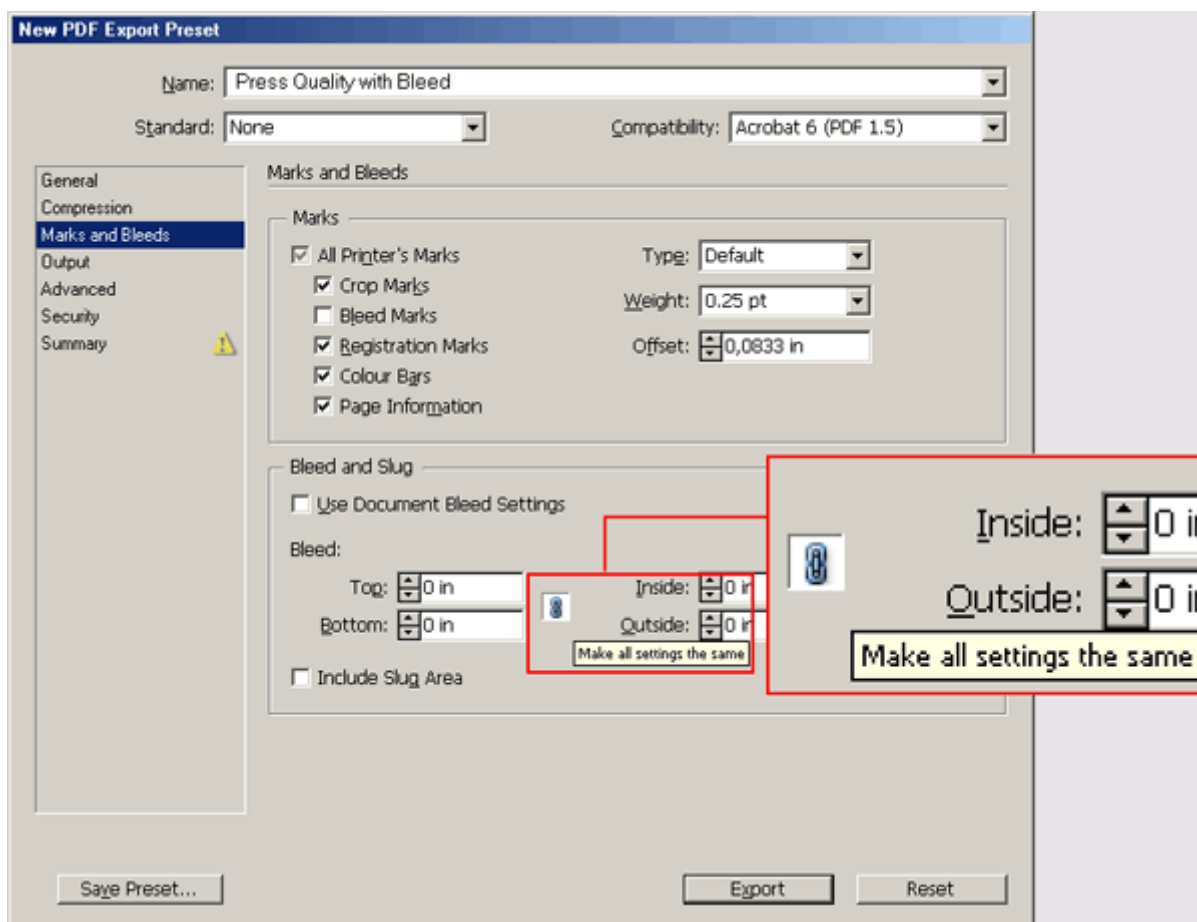 New PDF Export Preset
Name: Press Quality with Bleed
Standard: None Compatibility: Acrobat 6 (PDF 1.5)
General
Compression
Marks and Bleeds
Output
Advanced
Security
Summary
Marks and Bleeds
Marks
All Printer's Marks
Crop Marks
Bleed Marks
Registration Marks
Colour Bars
Page Information
Type: Default
Weight: 0.25 pt
Offset: 0,0833 in
Bleed and Slug
Use Document Bleed Settings
Bleed:
Top: 0 in
Bottom: 0 in
Inside: 0 in
Outside: 0 in
Make all settings the same
Include Slug Area
Inside: 0 i
Outside: 0 i
Make all settings the same
Save Preset...
Export
Reset